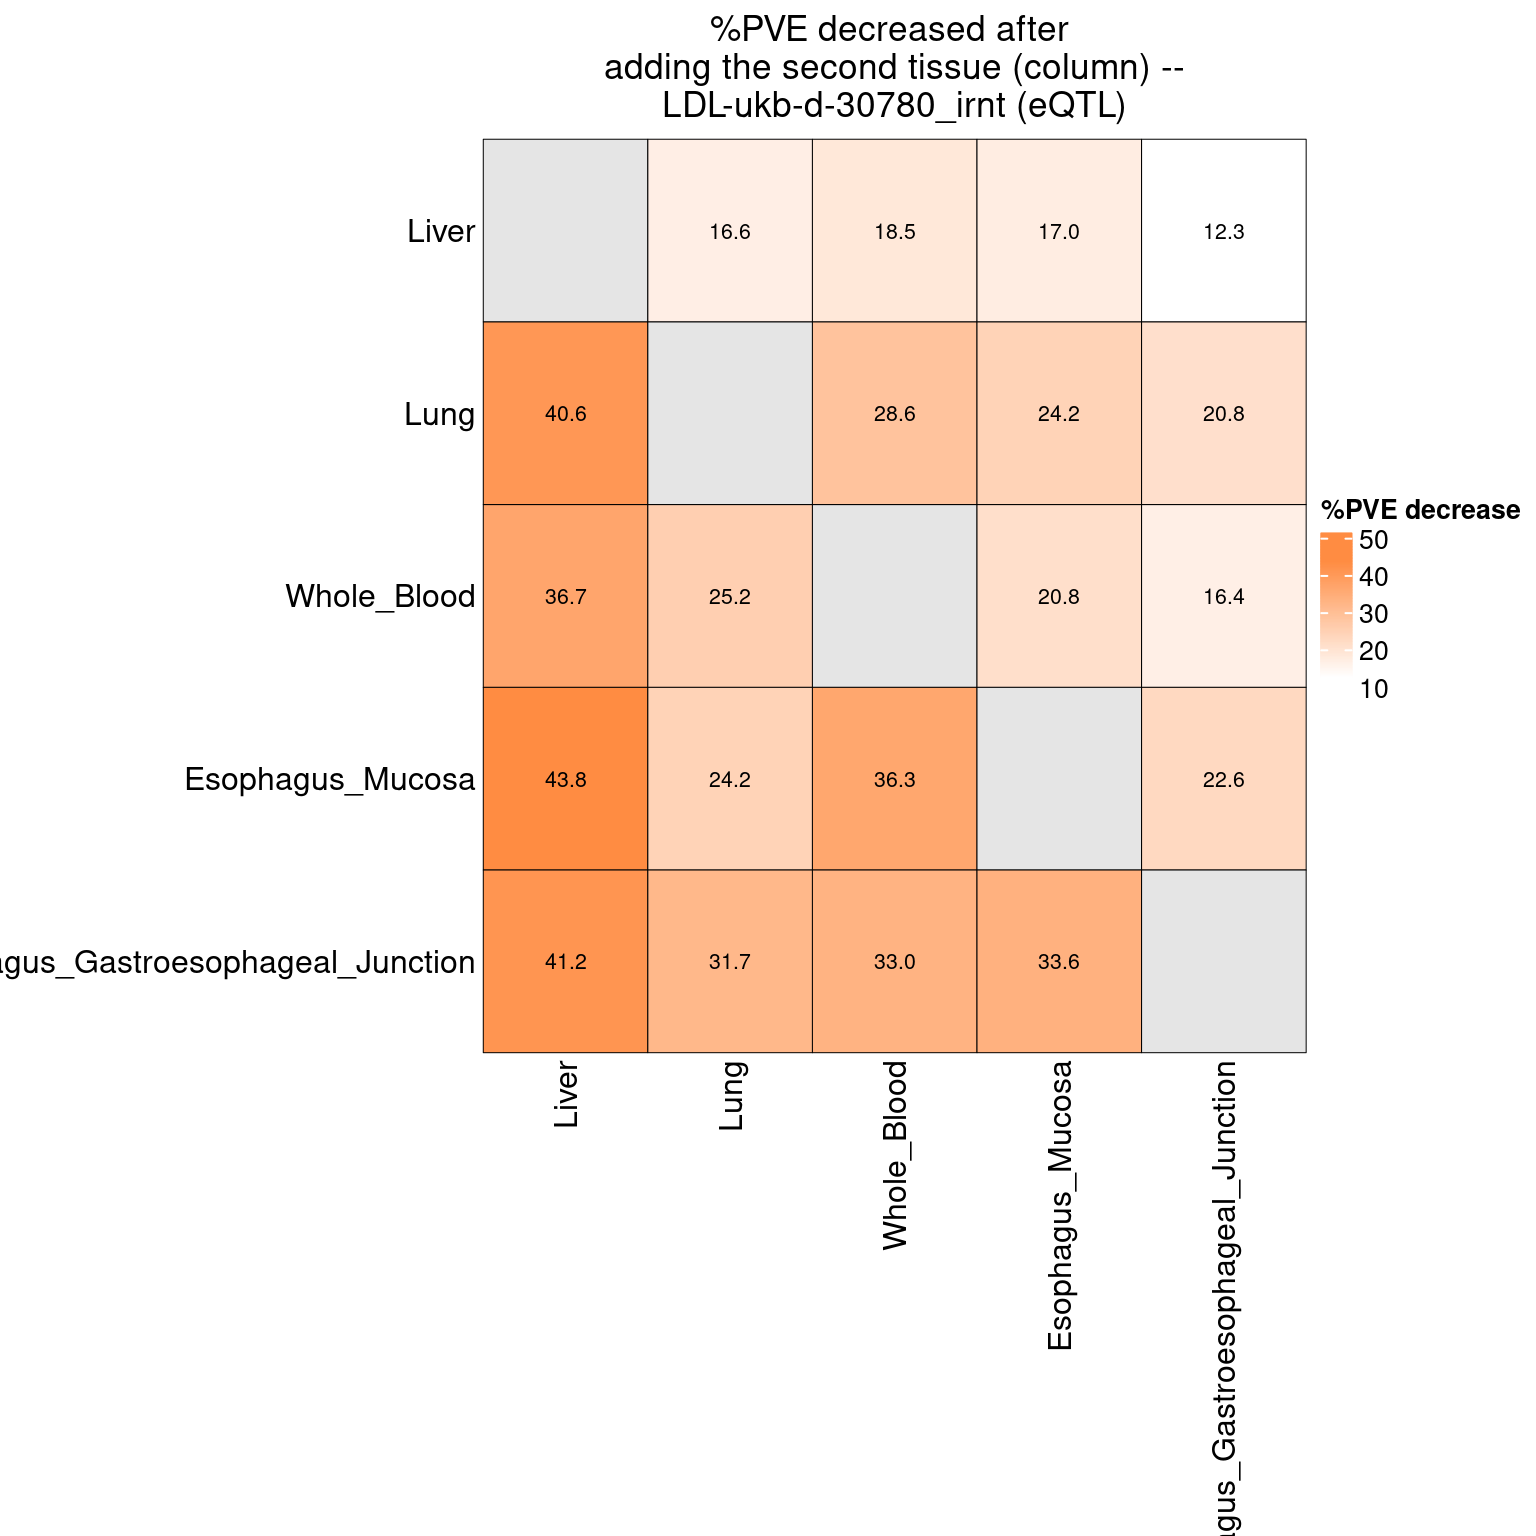 %PVE decreased after
adding the second tissue (column) --
LDL-ukb-d-30780_irnt (eQTL)
Liver 16.6 18.5 17.0 12.3
Lung 40.6 28.6 24.2 20.8
%PVE decrease
50
40
30
20
10
Whole_Blood 36.7 25.2 20.8 16.4
Esophagus_Mucosa 43.8 24.2 36.3 22.6
agus_Gastroesophageal_Junction 41.2 31.7 33.0 33.6
Liver
Lung
Whole_Blood
Esophagus_Mucosa
agus_Gastroesophageal_Junction